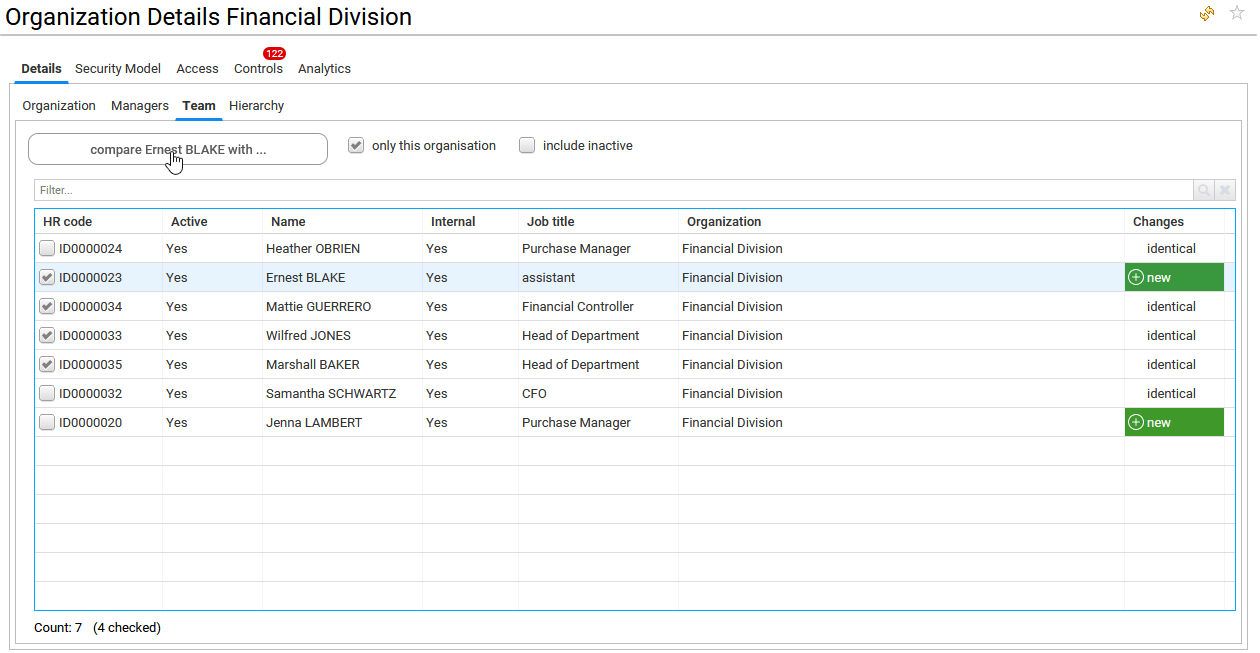 Organization Details Financial Division
122
Details Security Model Access Controls Analytics
Organization Managers Team Hierarchy
compare Ernest BLAKE with ... only this organisation include inactive
Filter...
HR code Active Name Internal Job title Organization Changes
ID0000024 Yes Heather OBRIEN Yes Purchase Manager Financial Division identical
ID0000023 Yes Ernest BLAKE Yes assistant Financial Division new
ID0000034 Yes Mattie GUERRERO Yes Financial Controller Financial Division identical
ID0000033 Yes Wilfred JONES Yes Head of Department Financial Division identical
ID0000035 Yes Marshall BAKER Yes Head of Department Financial Division identical
ID0000032 Yes Samantha SCHWARTZ Yes CFO Financial Division identical
ID0000020 Yes Jenna LAMBERT Yes Purchase Manager Financial Division new
Count: 7 (4 checked)